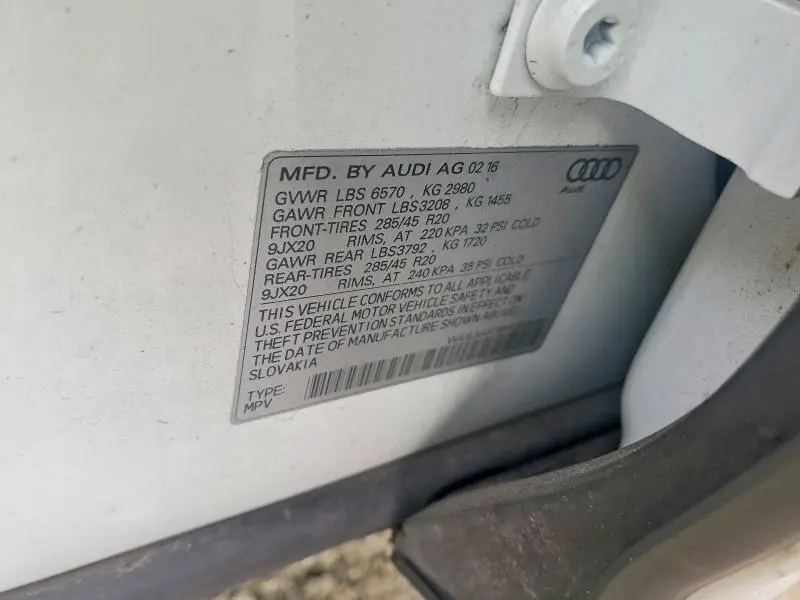 MFD. BY AUDI AG 02 16
Audi
GVWR LBS 6570 , KG 2980
GAWR FRONT LBS3208 , KG 1455
FRONT-TIRES 285/45 R20
9JX20 RIMS, AT 220 KPA 32 PSI COLD
GAWR REAR LBS3792 , KG 1720
REAR-TIRES 285/45 R20
9JX20 RIMS, AT 240 KPA 35 PSI COLD
THIS VEHICLE CONFORMS TO ALL APPLICABLE
U.S. FEDERAL MOTOR VEHICLE SAFETY AND
THEFT PREVENTION STANDARDS IN EFFECT ON
THE DATE OF MANUFACTURE SHOWN ABOVE.
SLOVAKIA
TYPE:
MPV